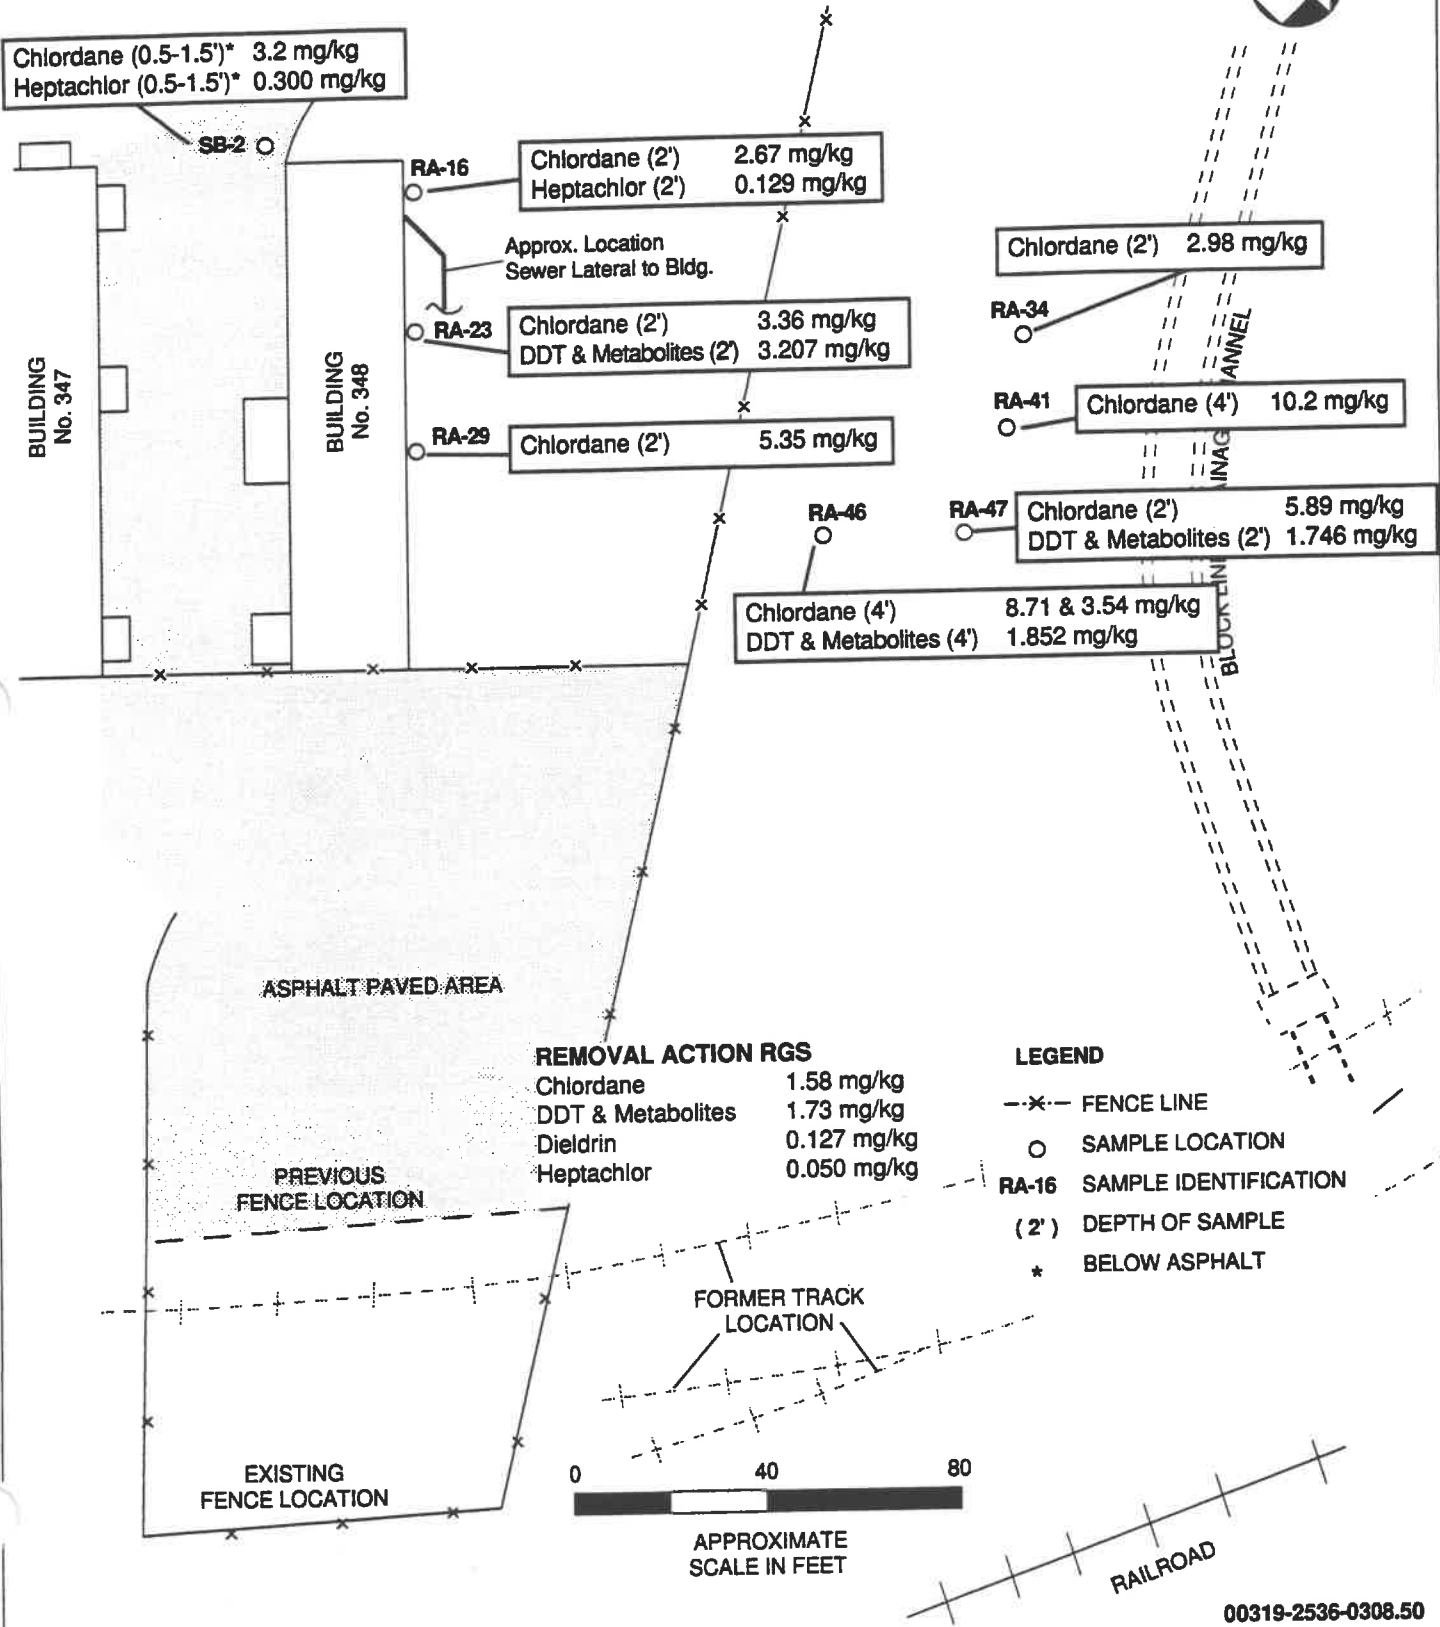 Chlordane (0.5-1.5')* 3.2 mg/kg
Heptachlor (0.5-1.5')* 0.300 mg/kg
SB-2
RA-16
Chlordane (2') 2.67 mg/kg
Heptachlor (2') 0.129 mg/kg
Approx. Location
Sewer Lateral to Bldg.
Chlordane (2') 2.98 mg/kg
RA-34
RA-23
Chlordane (2') 3.36 mg/kg
DDT & Metabolites (2') 3.207 mg/kg
BUILDING
No. 347
BUILDING
No. 348
RA-41
Chlordane (4') 10.2 mg/kg
RA-29
Chlordane (2') 5.35 mg/kg
RA-46
RA-47
Chlordane (2') 5.89 mg/kg
DDT & Metabolites (2') 1.746 mg/kg
Chlordane (4') 8.71 & 3.54 mg/kg
DDT & Metabolites (4') 1.852 mg/kg
ASPHALT PAVED AREA
REMOVAL ACTION RGS
Chlordane 1.58 mg/kg
DDT & Metabolites 1.73 mg/kg
Dieldrin 0.127 mg/kg
Heptachlor 0.050 mg/kg
LEGEND
FENCE LINE
SAMPLE LOCATION
RA-16 SAMPLE IDENTIFICATION
(2') DEPTH OF SAMPLE
* BELOW ASPHALT
PREVIOUS
FENCE LOCATION
FORMER TRACK
LOCATION
EXISTING
FENCE LOCATION
0 40 80
APPROXIMATE
SCALE IN FEET
RAILROAD
00319-2536-0308.50